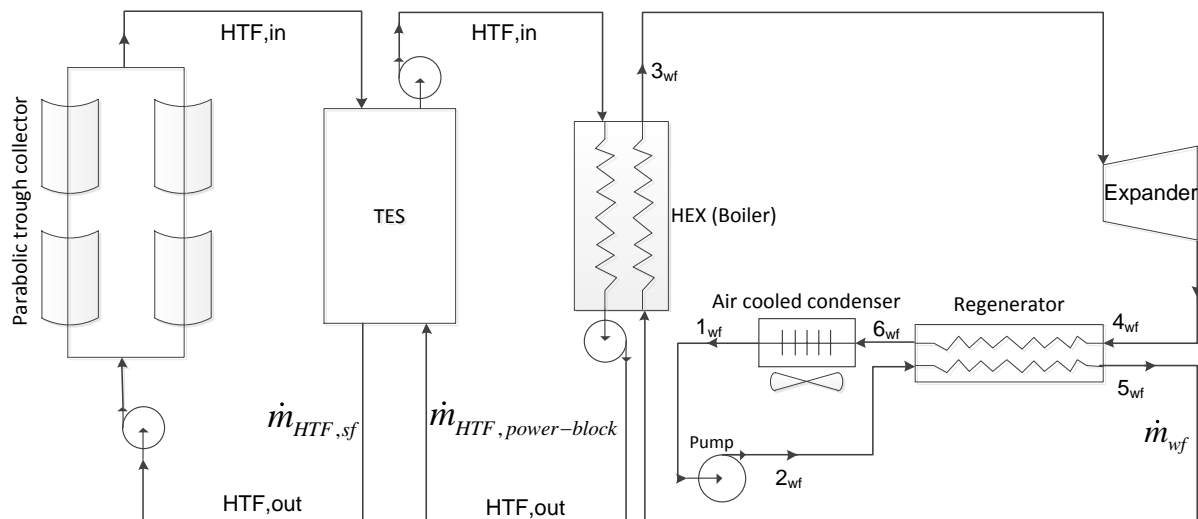 HTF,in
HTF,in
3wf
Parabolic trough collector
TES
HEX (Boiler)
Expander
Air cooled condenser
Regenerator
1wf
6wf
4wf
5wf
ṁHTF,sf
ṁHTF,power−block
Pump
ṁwf
2wf
HTF,out
HTF,out